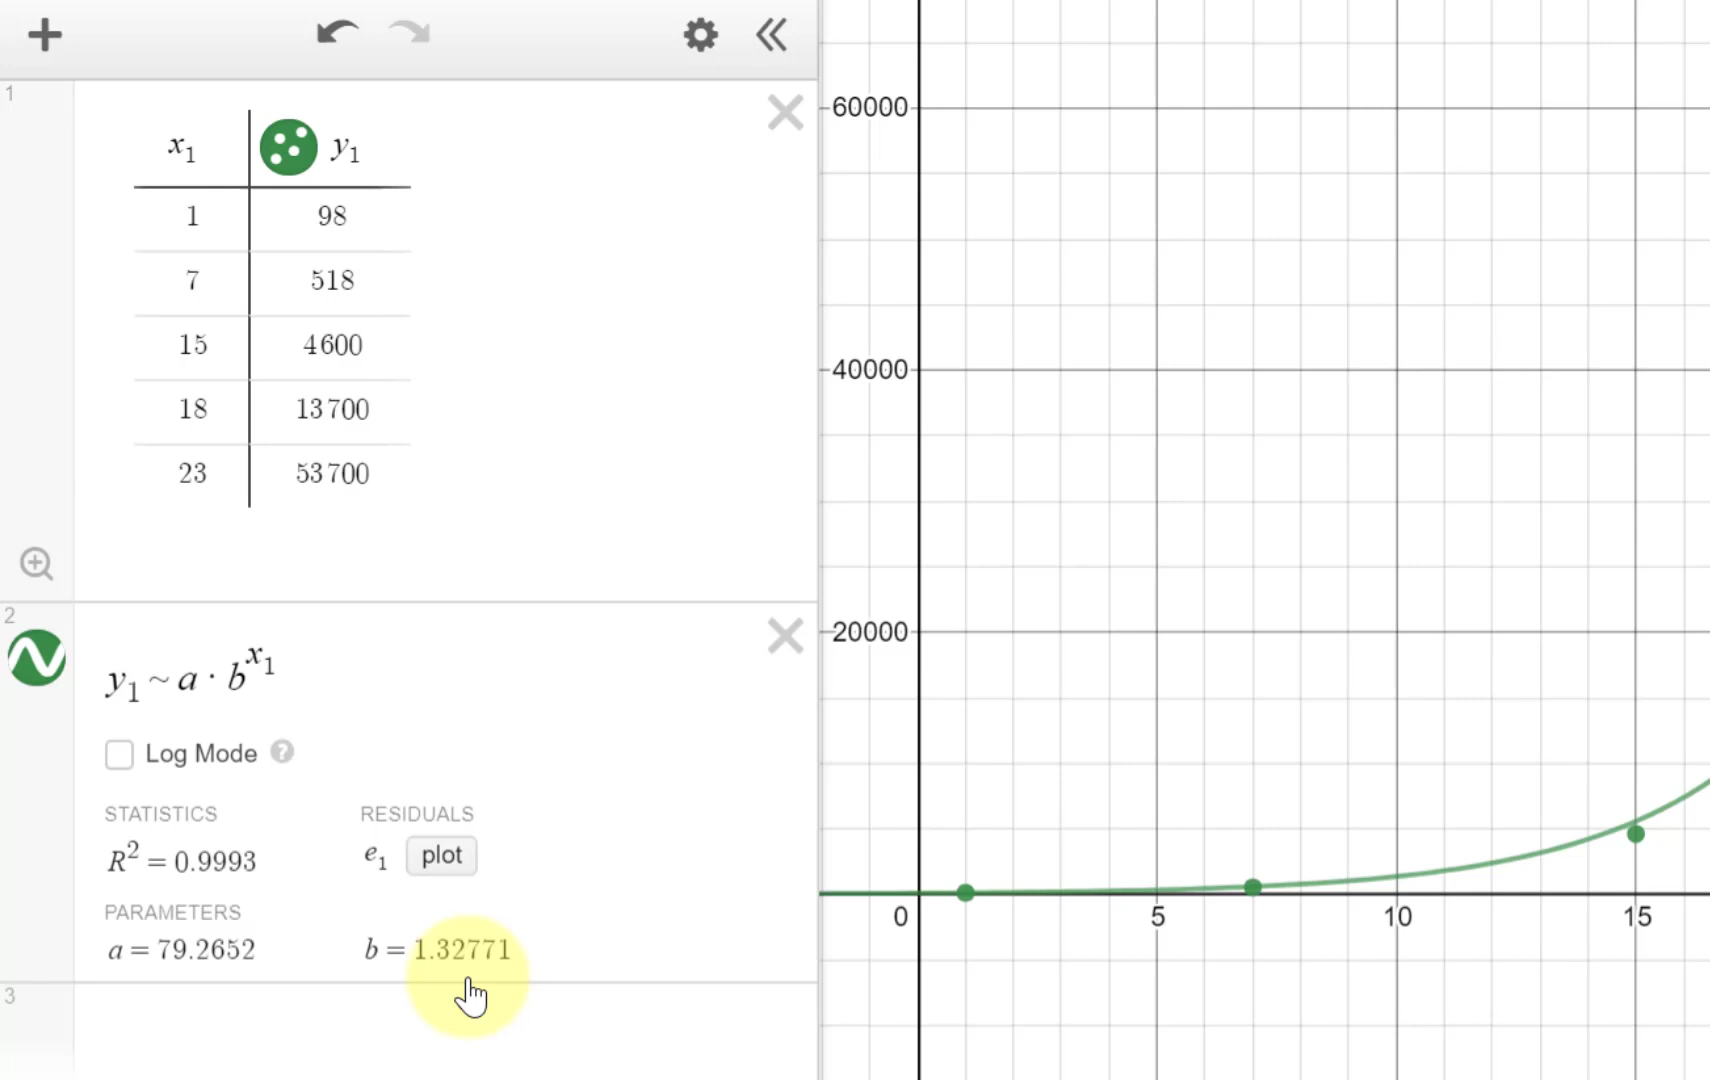 1
x₁ y₁
1 98
7 518
15 4600
18 13700
23 53700
2
y₁ ~ a · b^x₁
Log Mode ?
STATISTICS RESIDUALS
R² = 0.9993 e₁ plot
PARAMETERS
a = 79.2652 b = 1.32771
3
60000
40000
20000
0 5 10 15